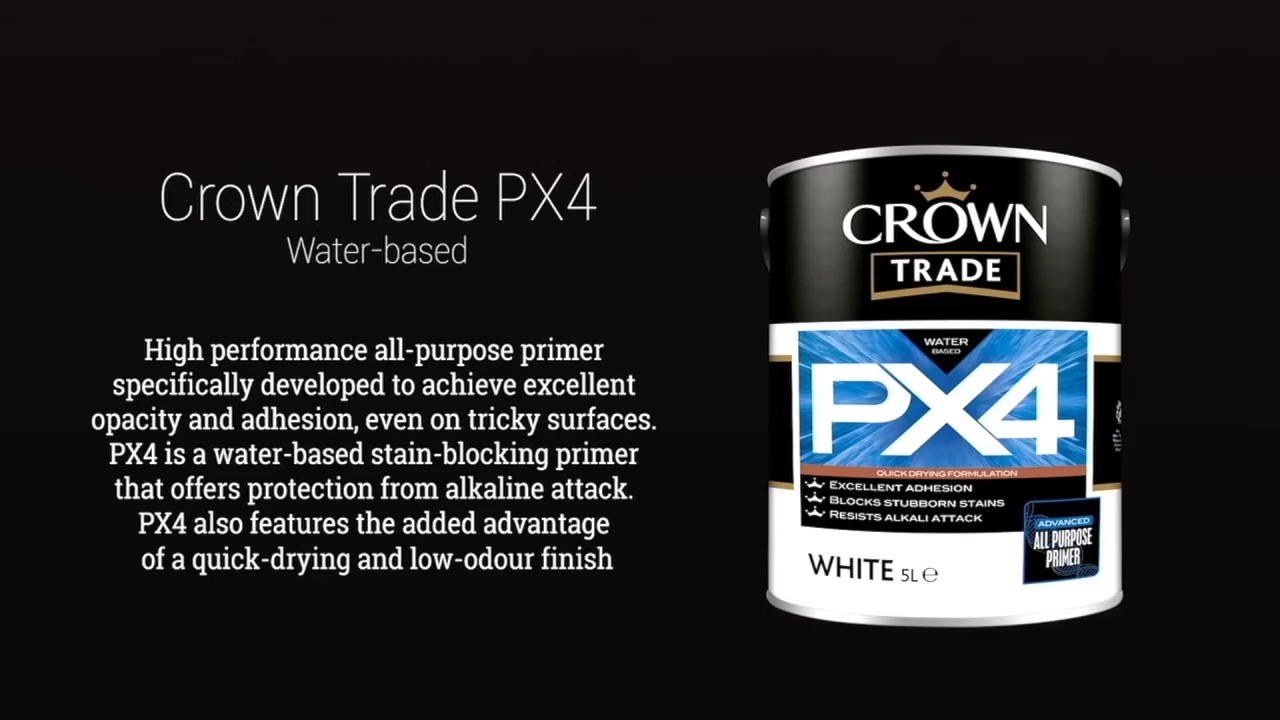 Crown Trade PX4
Water-based
High performance all-purpose primer
specifically developed to achieve excellent
opacity and adhesion, even on tricky surfaces.
PX4 is a water-based stain-blocking primer
that offers protection from alkaline attack.
PX4 also features the added advantage
of a quick-drying and low-odour finish
CROWN
TRADE
WATER
BASED
PX4
QUICK DRYING FORMULATION
EXCELLENT ADHESION
BLOCKS STUBBORN STAINS
RESISTS ALKALI ATTACK
ADVANCED
ALL PURPOSE
PRIMER
WHITE 5L ℮